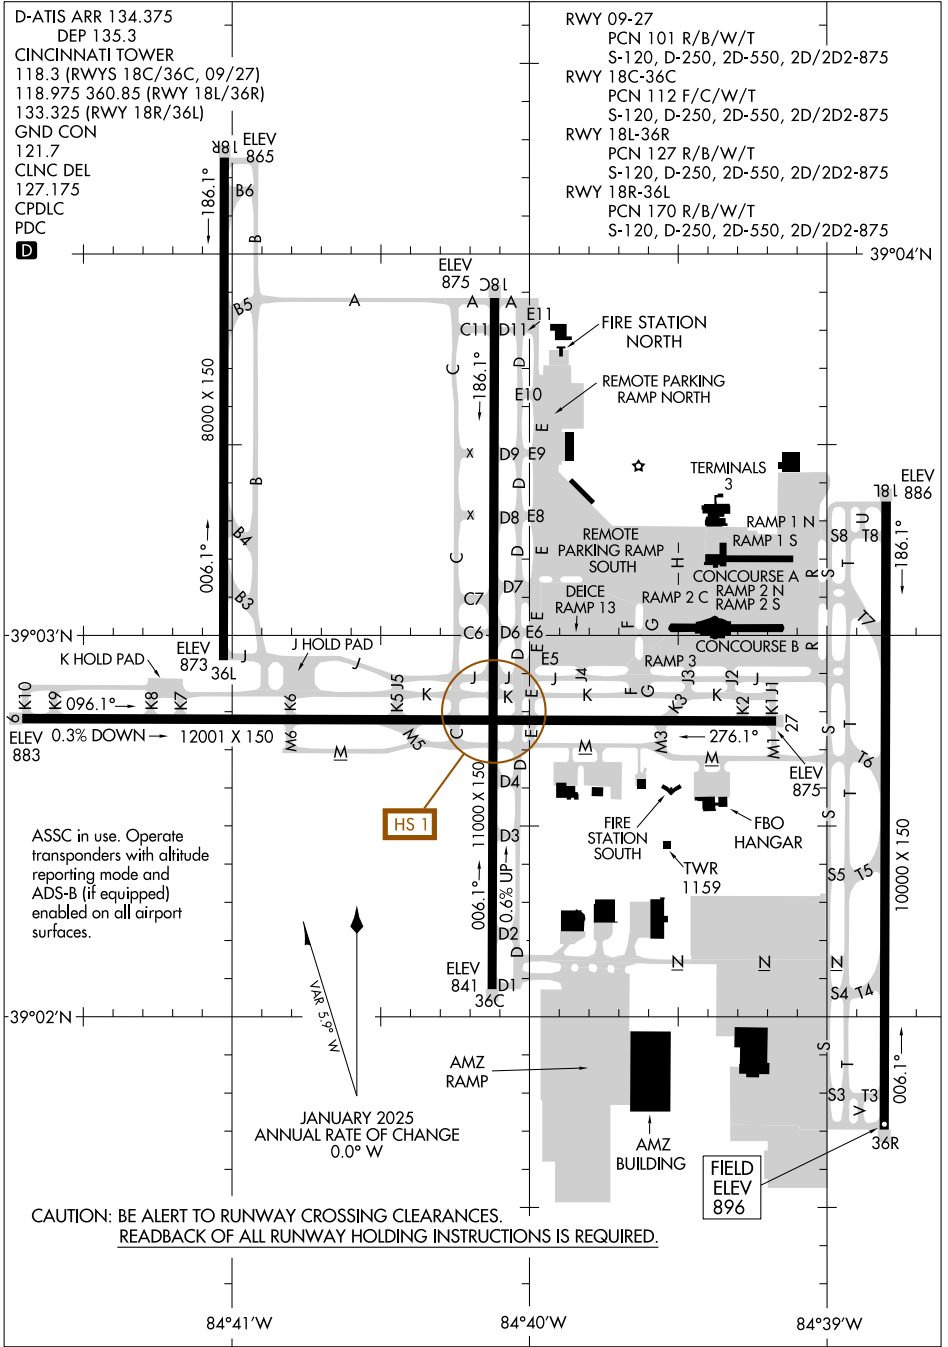 D-ATIS ARR 134.375
DEP 135.3
CINCINNATI TOWER
118.3 (RWYS 18C/36C, 09/27)
118.975 360.85 (RWY 18L/36R)
133.325 (RWY 18R/36L)
GND CON
121.7
CLNC DEL
127.175
CPDLC
PDC
D
RWY 09-27
PCN 101 R/B/W/T
S-120, D-250, 2D-550, 2D/2D2-875
RWY 18C-36C
PCN 112 F/C/W/T
S-120, D-250, 2D-550, 2D/2D2-875
RWY 18L-36R
PCN 127 R/B/W/T
S-120, D-250, 2D-550, 2D/2D2-875
RWY 18R-36L
PCN 170 R/B/W/T
S-120, D-250, 2D-550, 2D/2D2-875
18R
ELEV
865
186.1°
B6
B
39°04'N
ELEV
875
18C
B5
A
A
A
E11
C11
D11
FIRE STATION
NORTH
C
186.1°
D
REMOTE PARKING
RAMP NORTH
E10
8000 X 150
E
X
D9
E9
TERMINALS
3
ELEV
886
18L
B
D
X
D8
E8
RAMP 1 N
RAMP 1 S
U
S8
T8
186.1°
B4
REMOTE
PARKING RAMP
SOUTH
H
C
D
E
CONCOURSE A
RAMP 2 N
RAMP 2 C
RAMP 2 S
R
S
T
006.1°
B3
C7
D7
DEICE
RAMP 13
E
F
G
T7
39°03'N
C6
D6
E6
CONCOURSE B
R
ELEV
873
36L
J
J HOLD PAD
K HOLD PAD
J
D
E
E5
RAMP 3
J5
J
J
J
J4
J3
J2
J
J1
K10
K9
K8
K7
K6
K5
K
K
E
K
F
G
K3
K
K2
K1
096.1°
9
27
ELEV
883
0.3% DOWN
12001 X 150
M6
M
M5
C
E
M
M3
M
M1
276.1°
S
T
T6
ELEV
875
D
D4
11000 X 150
HS 1
FIRE
STATION
SOUTH
FBO
HANGAR
S
T
D3
TWR
1159
S5
T5
10000 X 150
ASSC in use. Operate
transponders with altitude
reporting mode and
ADS-B (if equipped)
enabled on all airport
surfaces.
006.1°
0.6% UP
D2
D
N
N
N
ELEV
841
36C
D1
S4
T4
VAR 5.9° W
39°02'N
S
T
006.1°
AMZ
RAMP
S3
T3
V
JANUARY 2025
ANNUAL RATE OF CHANGE
0.0° W
AMZ
BUILDING
36R
FIELD
ELEV
896
CAUTION: BE ALERT TO RUNWAY CROSSING CLEARANCES.
READBACK OF ALL RUNWAY HOLDING INSTRUCTIONS IS REQUIRED.
84°41'W
84°40'W
84°39'W